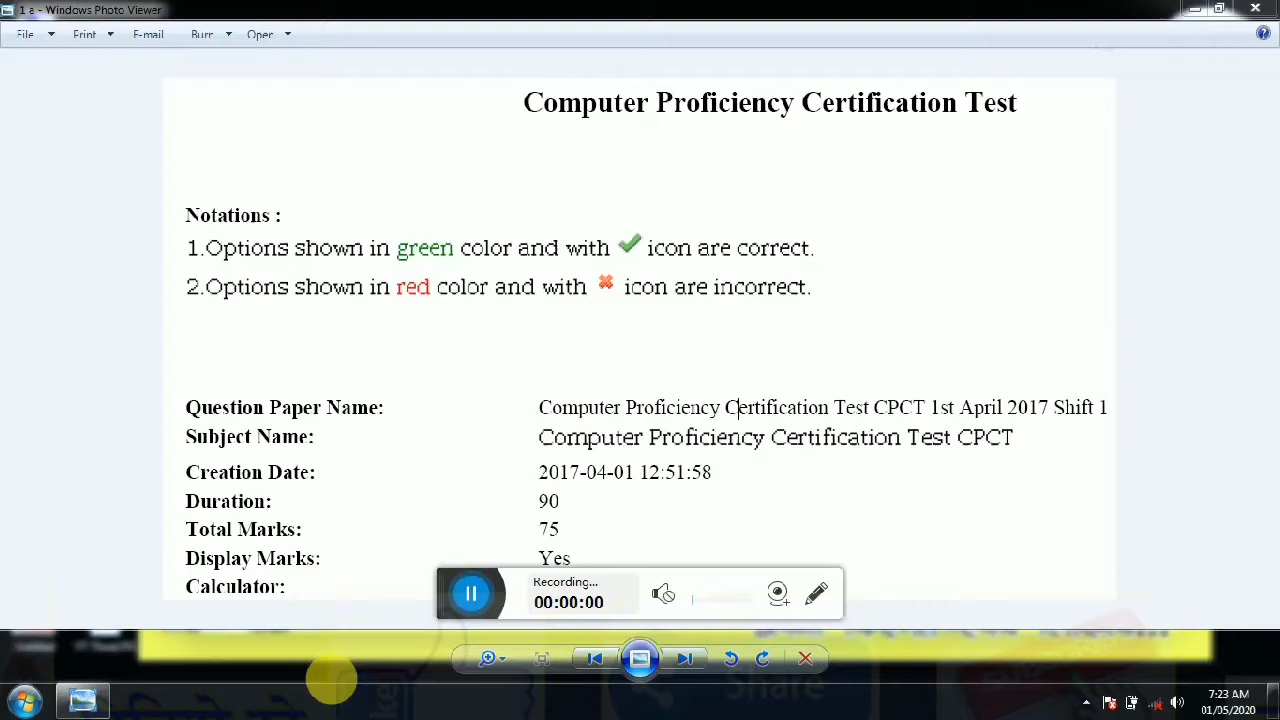 1 a - Windows Photo Viewer
File Print E-mail Burn Open
Computer Proficiency Certification Test
Notations :
1.Options shown in green color and with icon are correct.
2.Options shown in red color and with icon are incorrect.
Question Paper Name: Computer Proficiency Certification Test CPCT 1st April 2017 Shift 1
Subject Name: Computer Proficiency Certification Test CPCT
Creation Date: 2017-04-01 12:51:58
Duration: 90
Total Marks: 75
Display Marks: Yes
Calculator:
Recording...
00:00:00
Share
7:23 AM
01/05/2020